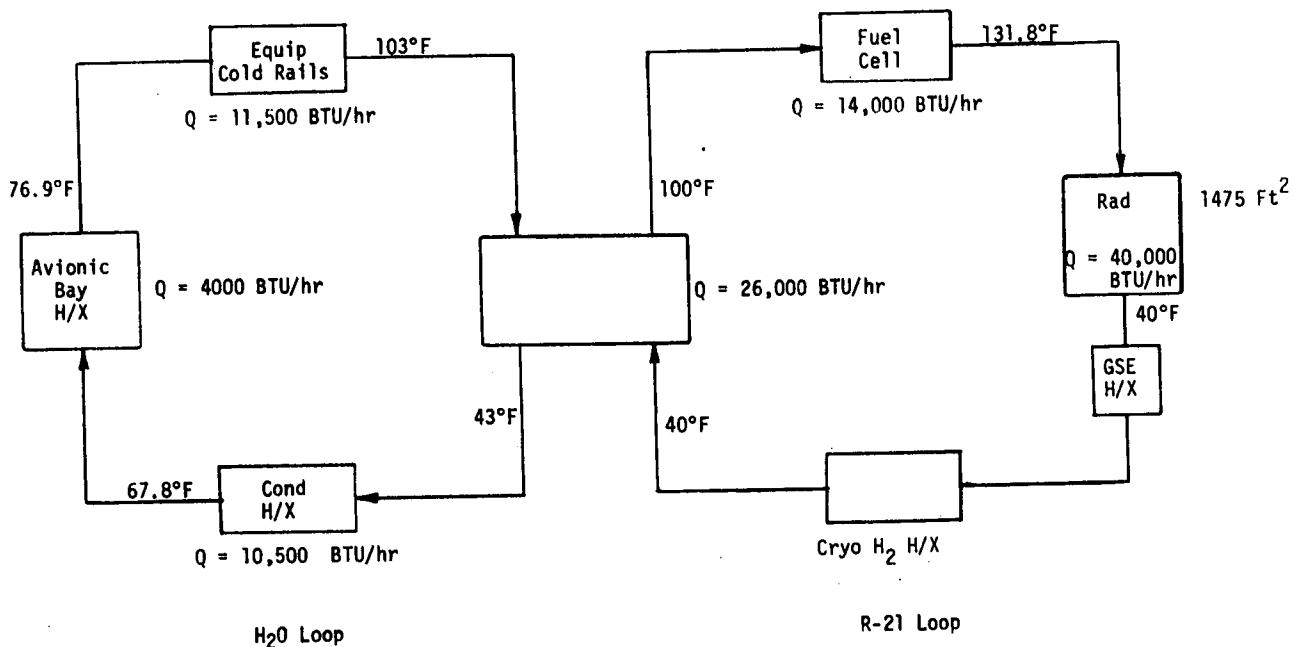 Equip
Cold Rails
103°F
Q = 11,500 BTU/hr
76.9°F
Avionic
Bay
H/X
Q = 4000 BTU/hr
67.8°F
Cond
H/X
Q = 10,500 BTU/hr
43°F
H2O Loop
Fuel
Cell
131.8°F
Q = 14,000 BTU/hr
100°F
Q = 26,000 BTU/hr
Rad
Q = 40,000
BTU/hr
1475 Ft2
40°F
GSE
H/X
40°F
Cryo H2 H/X
R-21 Loop